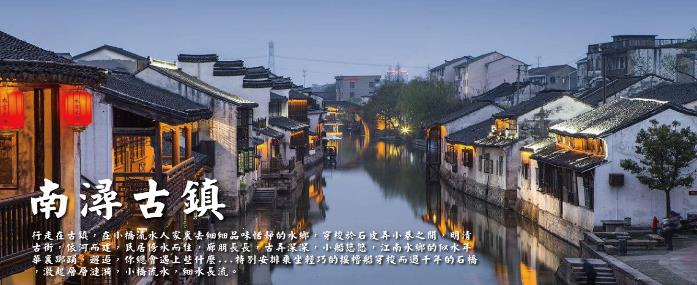 南潯古鎮
行走在古鎮，在小橋流水人家裏去細細品味恬靜的水鄉，穿梭於石皮弄小巷之間，明清
古街，依河而建，民居傍水而住，廊棚長長，古弄深深，小船悠悠，江南水鄉的似水年
華裏踟躕，邂逅，你總會遇上些什麼...特別安排乘坐輕巧的搖櫓船穿梭而過千年的石橋
，激起層層漣漪，小橋流水，細水長流。